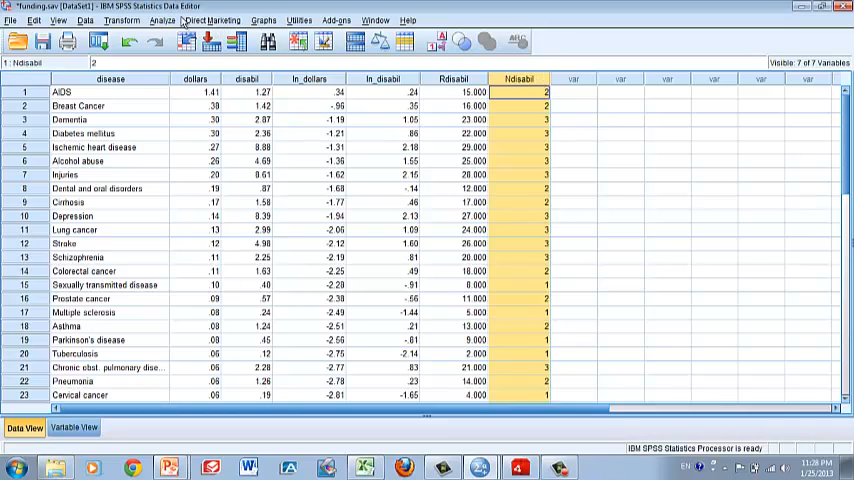 *funding.sav [DataSet1] - IBM SPSS Statistics Data Editor
File Edit View Data Transform Analyze Direct Marketing Graphs Utilities Add-ons Window Help
1 : Ndisabil 2 Visible: 7 of 7 Variables
disease dollars disabil ln_dollars ln_disabil Rdisabil Ndisabil var var var var var var
1 AIDS 1.41 1.27 .34 .24 15.000 2
2 Breast Cancer .38 1.42 -.96 .35 16.000 2
3 Dementia .30 2.87 -1.19 1.05 23.000 3
4 Diabetes mellitus .30 2.36 -1.21 .86 22.000 3
5 Ischemic heart disease .27 8.88 -1.31 2.18 29.000 3
6 Alcohol abuse .26 4.69 -1.36 1.55 25.000 3
7 Injuries .20 8.61 -1.62 2.15 28.000 3
8 Dental and oral disorders .19 .87 -1.68 -.14 12.000 2
9 Cirrhosis .17 1.58 -1.77 .46 17.000 2
10 Depression .14 8.39 -1.94 2.13 27.000 3
11 Lung cancer .13 2.99 -2.06 1.09 24.000 3
12 Stroke .12 4.98 -2.12 1.60 26.000 3
13 Schizophrenia .11 2.25 -2.19 .81 20.000 3
14 Colorectal cancer .11 1.63 -2.25 .49 18.000 2
15 Sexually transmitted disease .10 .40 -2.28 -.91 8.000 1
16 Prostate cancer .09 .57 -2.38 -.56 11.000 2
17 Multiple sclerosis .08 .24 -2.49 -1.44 5.000 1
18 Asthma .08 1.24 -2.51 .21 13.000 2
19 Parkinson's disease .08 .45 -2.56 -.81 9.000 1
20 Tuberculosis .06 .12 -2.75 -2.14 2.000 1
21 Chronic obst. pulmonary dise... .06 2.28 -2.77 .83 21.000 3
22 Pneumonia .06 1.26 -2.78 .23 14.000 2
23 Cervical cancer .06 .19 -2.81 -1.65 4.000 1
Data View Variable View
IBM SPSS Statistics Processor is ready
EN 11:28 PM
1/25/2013